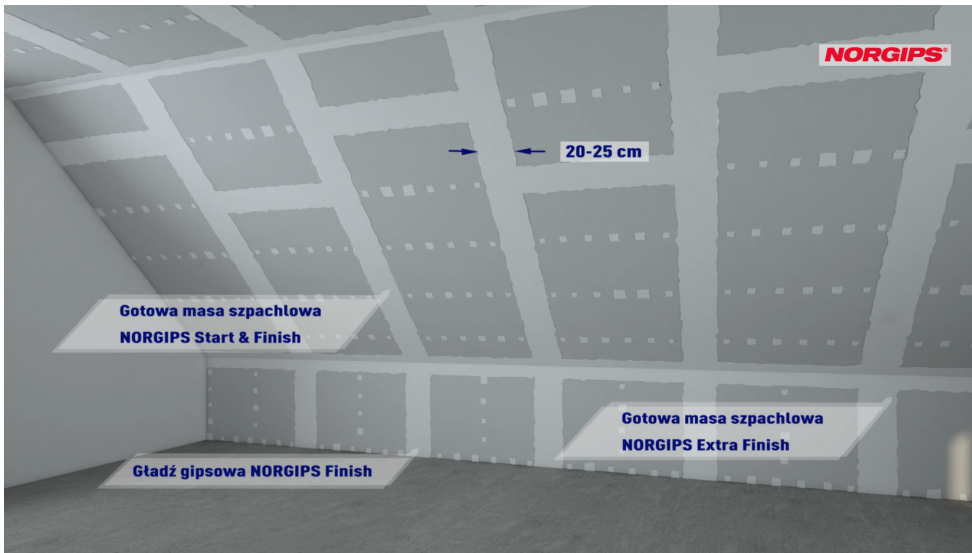 NORGIPS®
20-25 cm
Gotowa masa szpachlowa
NORGIPS Start & Finish
Gotowa masa szpachlowa
NORGIPS Extra Finish
Gładź gipsowa NORGIPS Finish